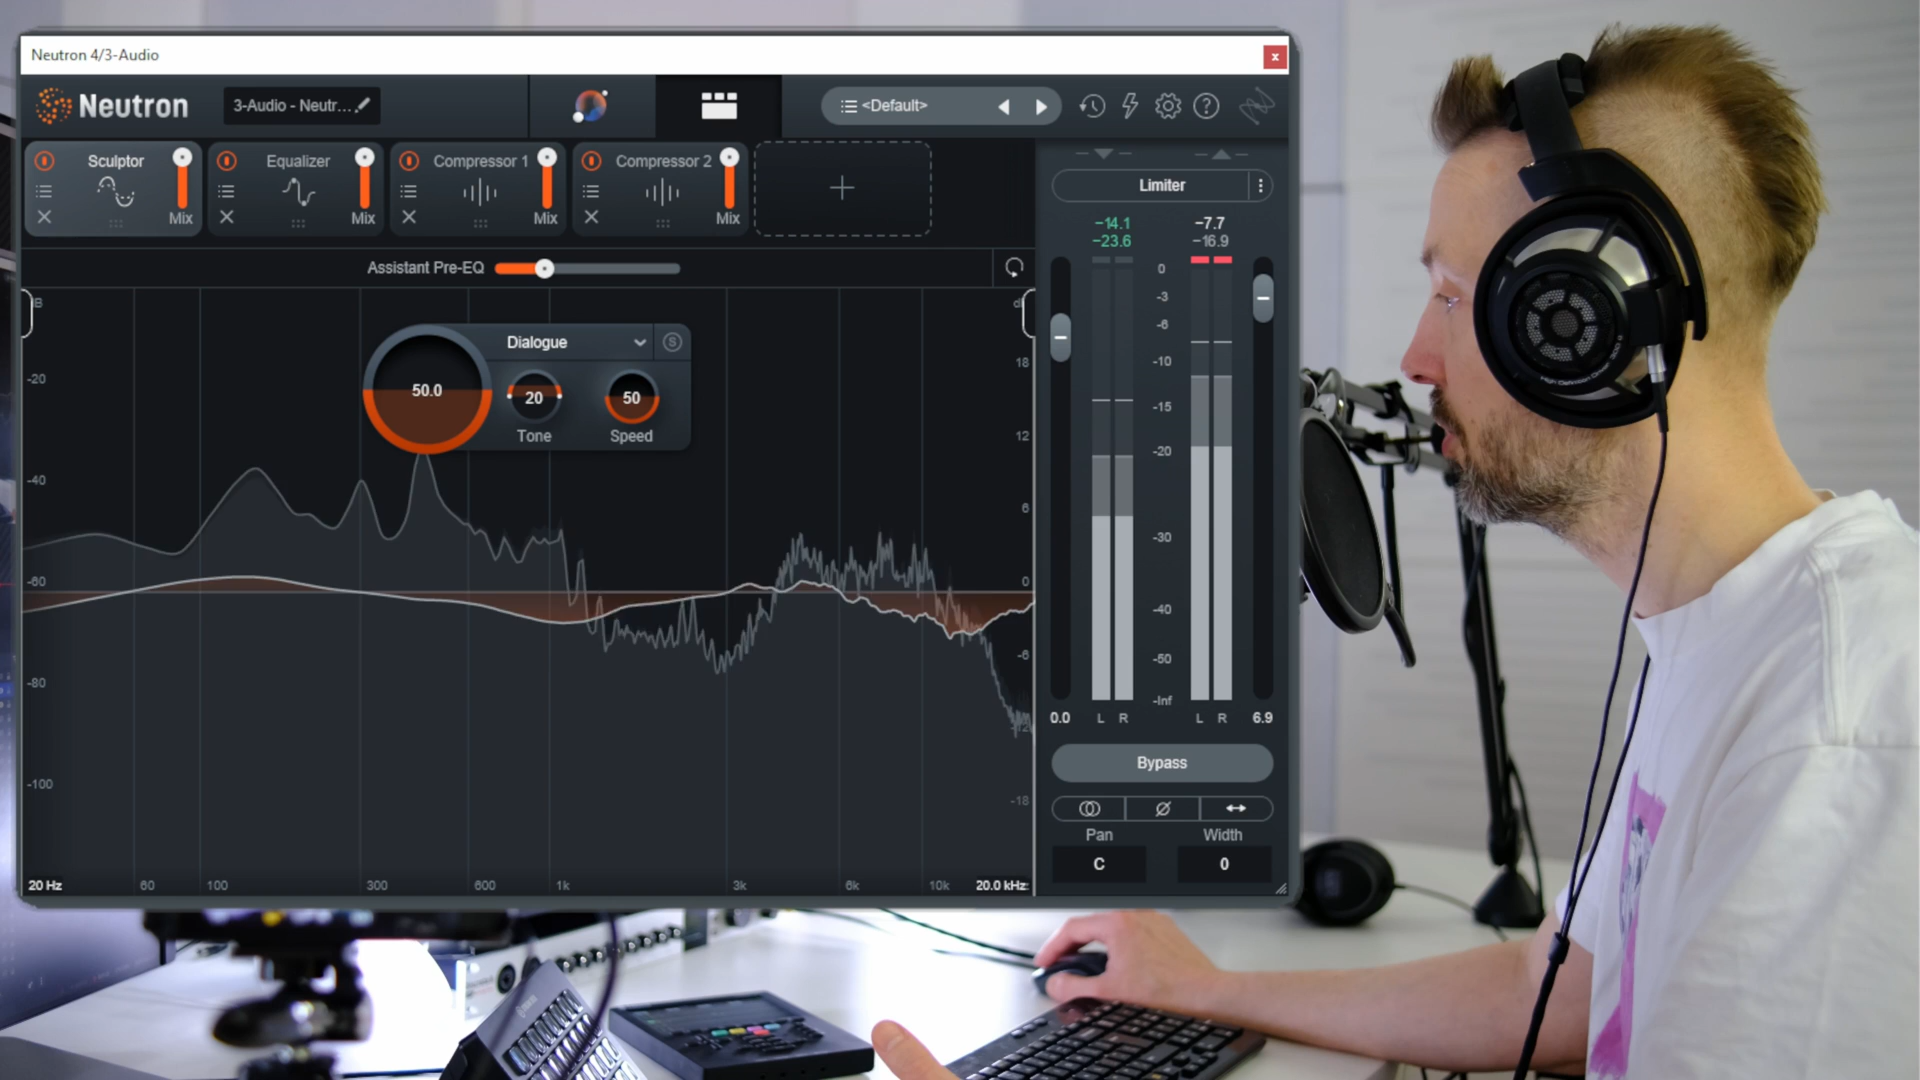 Neutron 4/3-Audio
x
Neutron
3-Audio - Neutr...
<Default>
Sculptor
Mix
Equalizer
Mix
Compressor 1
Mix
Compressor 2
Mix
Limiter
-14.1
-23.6
-7.7
-16.9
Assistant Pre-EQ
Dialogue
S
50.0
20
50
Tone
Speed
-20
-40
-60
-80
-100
18
12
6
0
-6
-12
-18
0
-3
-6
-10
-15
-20
-30
-40
-50
-Inf
0.0
L
R
L
R
6.9
Bypass
Pan
Width
C
0
20 Hz
60
100
300
600
1k
3k
6k
10k
20.0 kHz
High Definition Driver